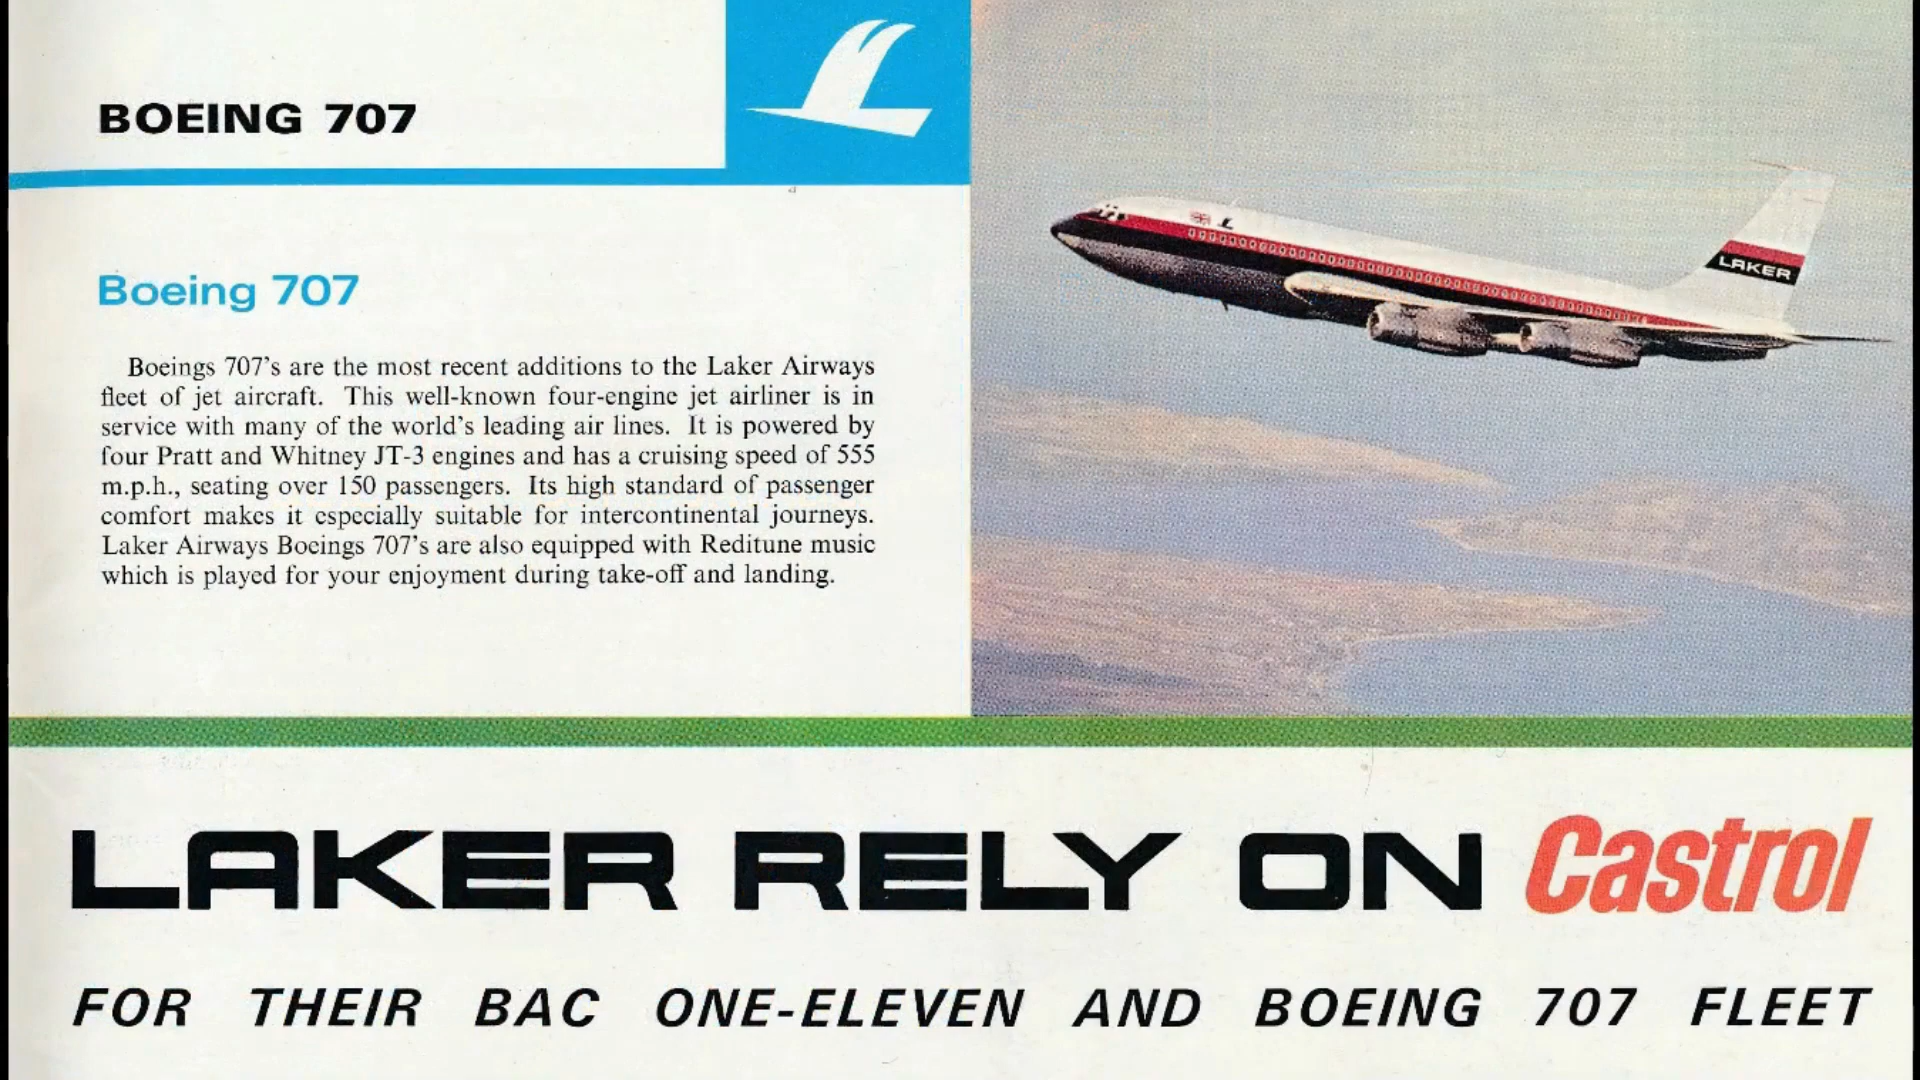 BOEING 707
Boeing 707
Boeings 707's are the most recent additions to the Laker Airways
fleet of jet aircraft. This well-known four-engine jet airliner is in
service with many of the world's leading air lines. It is powered by
four Pratt and Whitney JT-3 engines and has a cruising speed of 555
m.p.h., seating over 150 passengers. Its high standard of passenger
comfort makes it especially suitable for intercontinental journeys.
Laker Airways Boeings 707's are also equipped with Reditune music
which is played for your enjoyment during take-off and landing.
LAKER
LAKER RELY ON Castrol
FOR THEIR BAC ONE-ELEVEN AND BOEING 707 FLEET